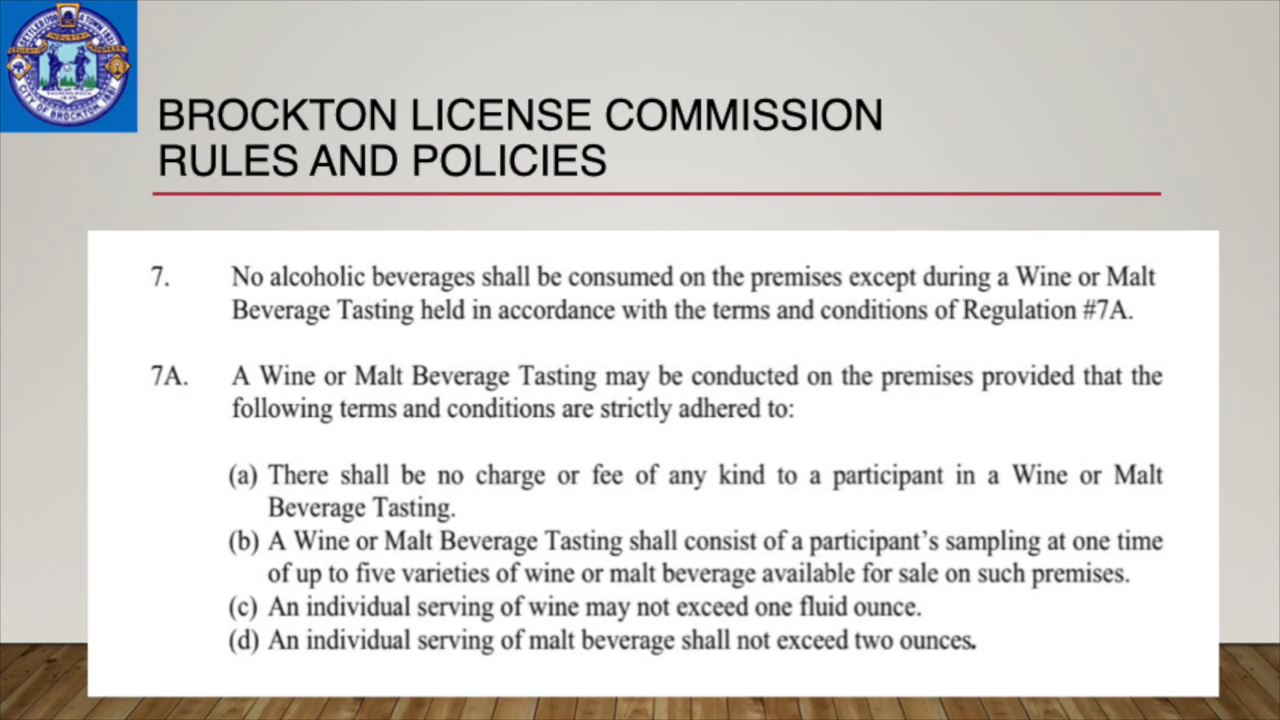 BROCKTON LICENSE COMMISSION
RULES AND POLICIES
7. No alcoholic beverages shall be consumed on the premises except during a Wine or Malt
Beverage Tasting held in accordance with the terms and conditions of Regulation #7A.
7A. A Wine or Malt Beverage Tasting may be conducted on the premises provided that the
following terms and conditions are strictly adhered to:
(a) There shall be no charge or fee of any kind to a participant in a Wine or Malt
Beverage Tasting.
(b) A Wine or Malt Beverage Tasting shall consist of a participant's sampling at one time
of up to five varieties of wine or malt beverage available for sale on such premises.
(c) An individual serving of wine may not exceed one fluid ounce.
(d) An individual serving of malt beverage shall not exceed two ounces.